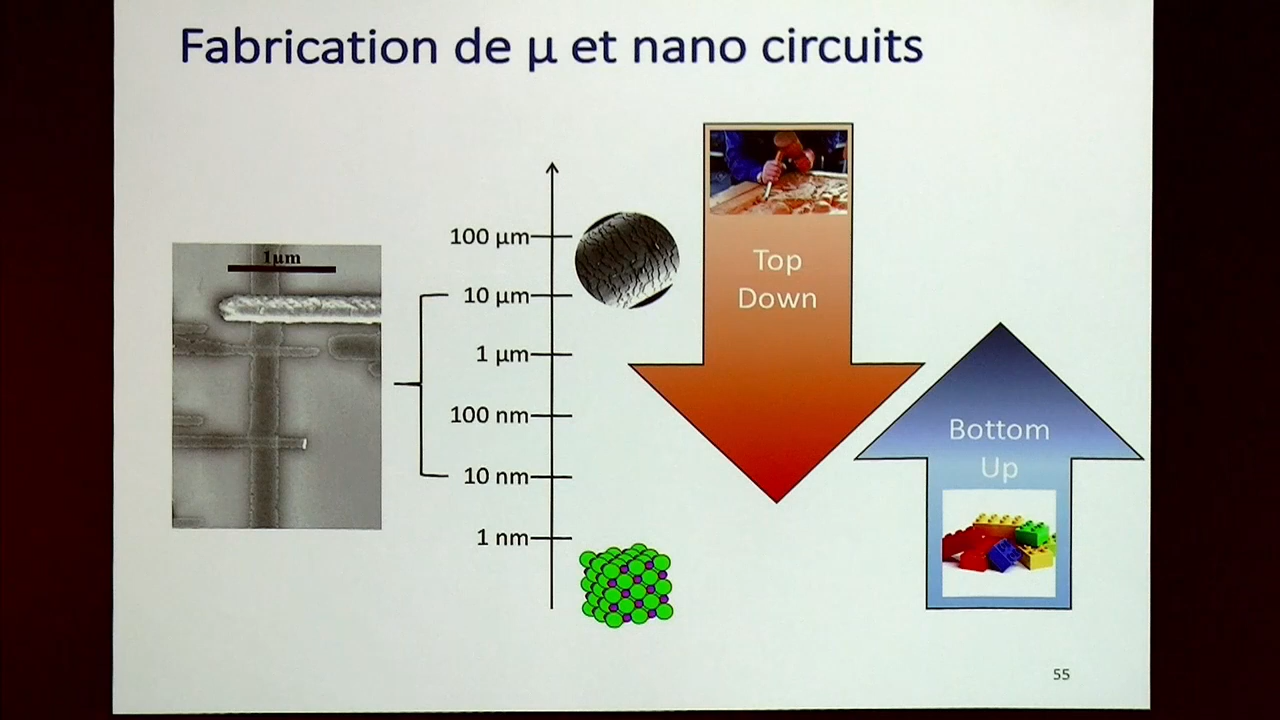 Fabrication de µ et nano circuits
1µm
100 µm
10 µm
1 µm
100 nm
10 nm
1 nm
Top
Down
Bottom
Up
55